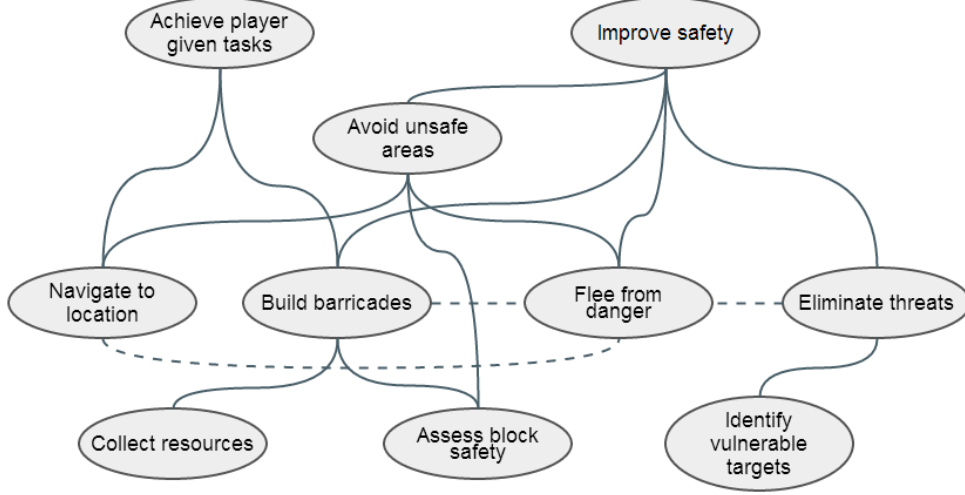 Achieve player
given tasks
Improve safety
Avoid unsafe
areas
Navigate to
location
Build barricades
Flee from
danger
Eliminate threats
Collect resources
Assess block
safety
Identify
vulnerable
targets